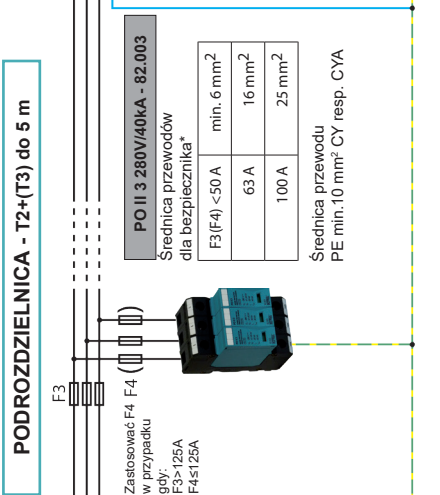 PODROZDZIELNICA - T2+(T3) do 5 m
F3
F4
Zastosować F4
w przypadku
gdy:
F3>125A
F4≤125A
PO II 3 280V/40kA - 82.003
Średnica przewodów
dla bezpiecznika*
F3(F4) <50 A min. 6 mm²
63 A 16 mm²
100 A 25 mm²
Średnica przewodu
PE min.10 mm² CY resp. CYA